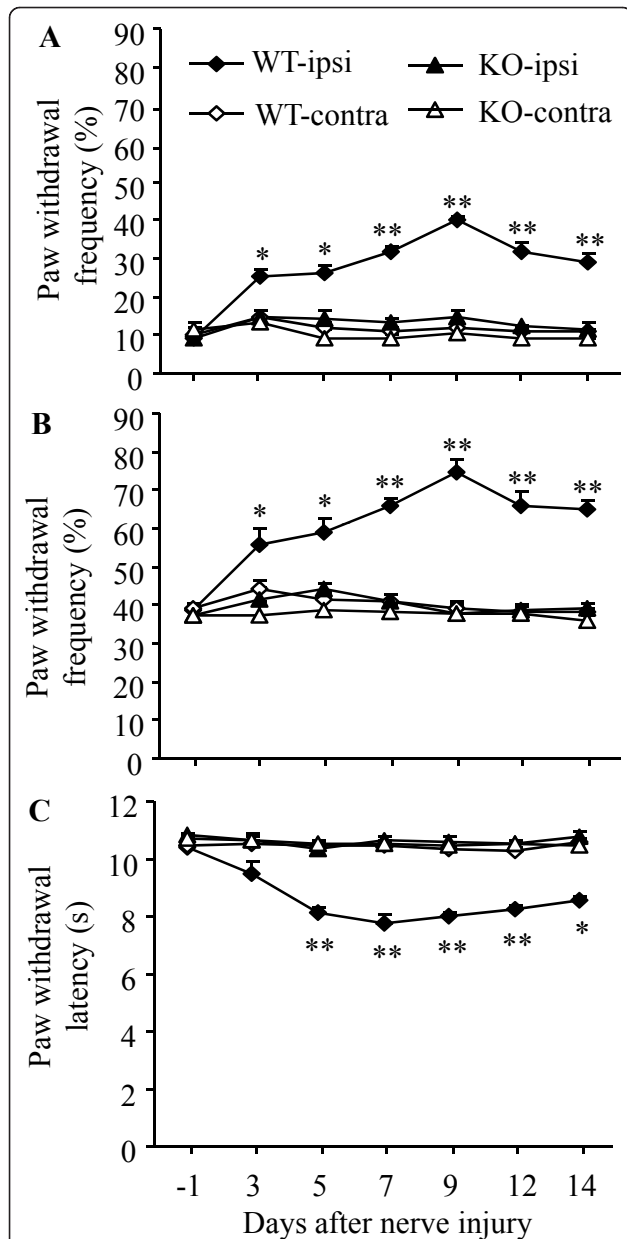 A
Paw withdrawal
frequency (%)
90
80
70
60
50
40
30
20
10
0
WT-ipsi
KO-ipsi
WT-contra
KO-contra
* * ** ** ** **
B
Paw withdrawal
frequency (%)
90
80
70
60
50
40
30
20
10
0
* * ** ** ** **
C
Paw withdrawal
latency (s)
12
10
8
6
4
2
0
** ** ** ** *
-1 3 5 7 9 12 14
Days after nerve injury